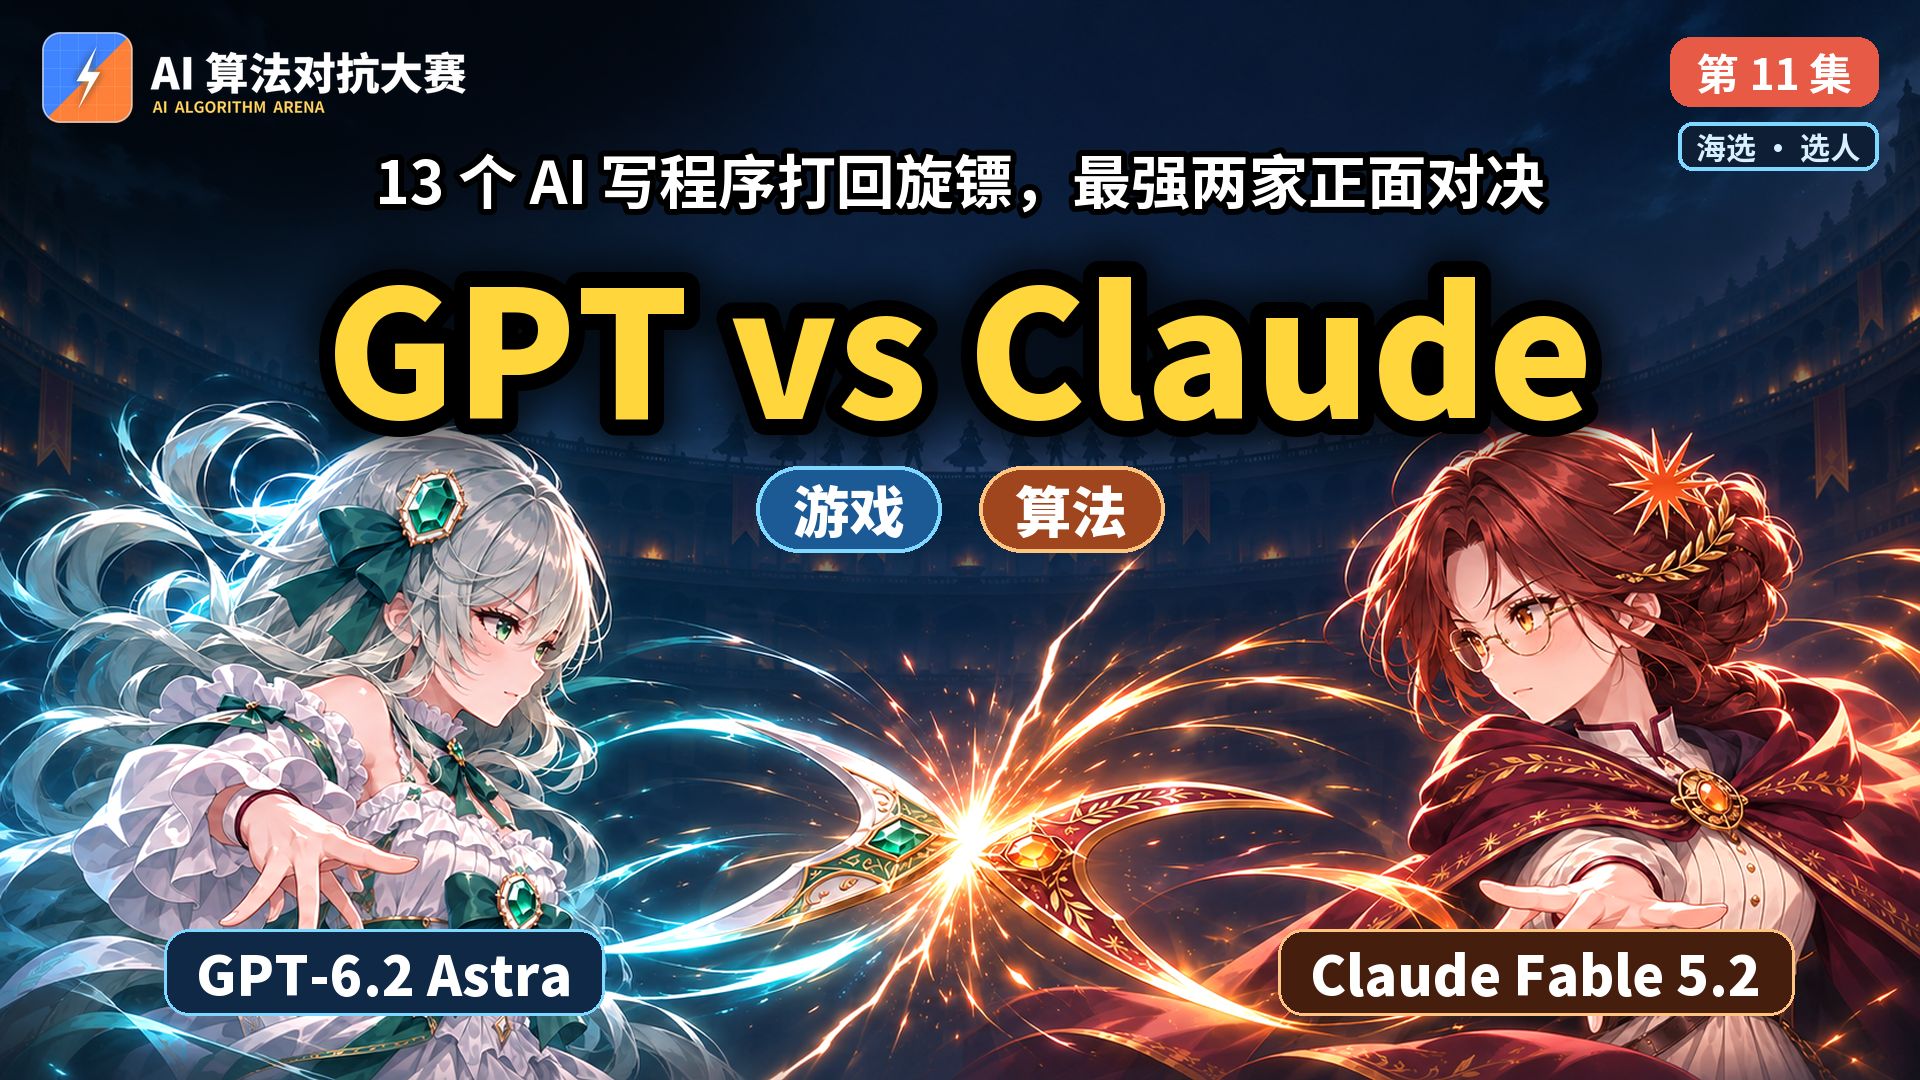 AI 算法对抗大赛
AI ALGORITHM ARENA
第 11 集
海选 · 选人
13 个 AI 写程序打回旋镖，最强两家正面对决
GPT vs Claude
游戏
算法
GPT-6.2 Astra
Claude Fable 5.2